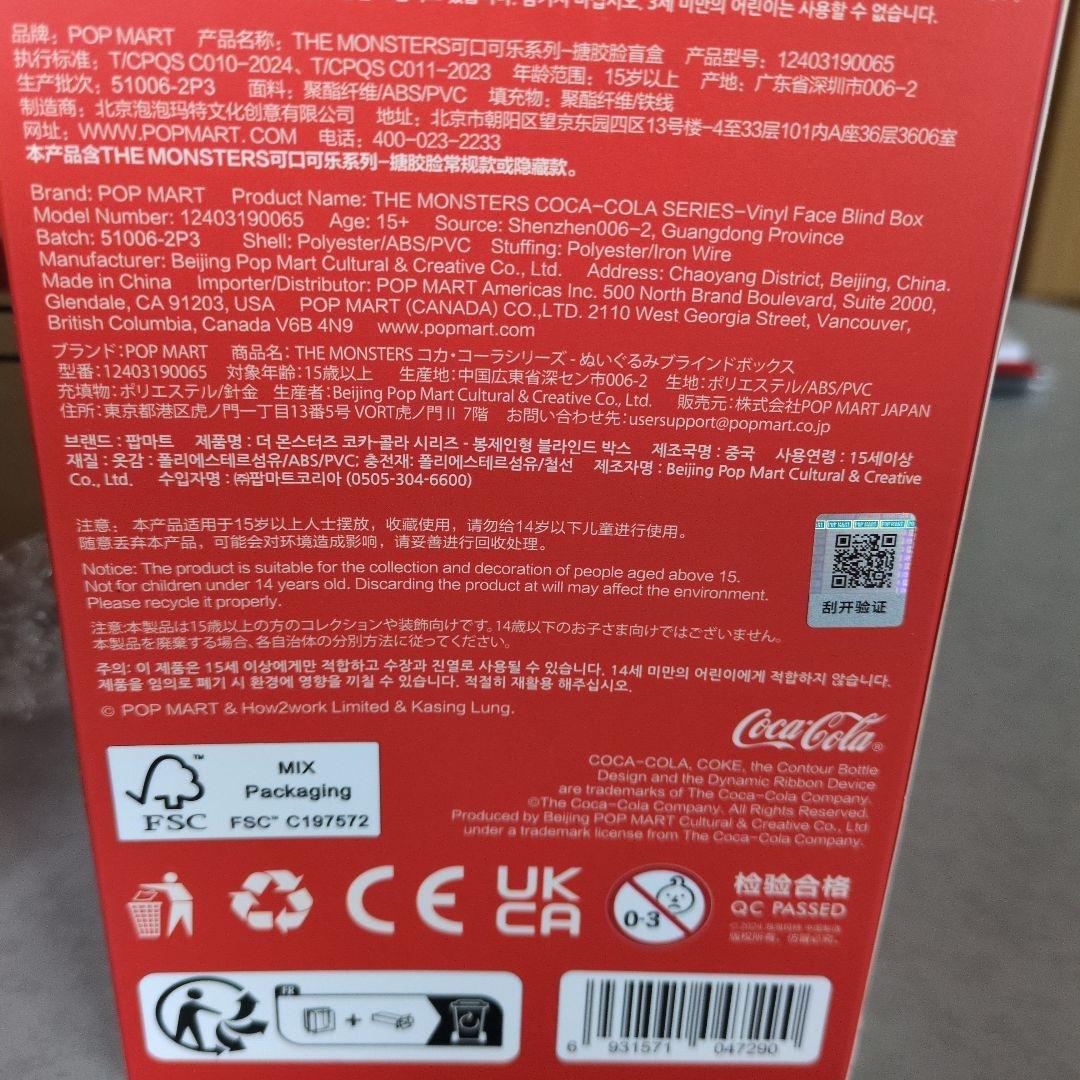 3세 미만의 어린이는 사용할 수 없습니다.
品牌：POP MART 产品名称：THE MONSTERS可口可乐系列-搪胶脸盲盒 产品型号：12403190065
执行标准：T/CPQS C010-2024、T/CPQS C011-2023 年龄范围：15岁以上 产地：广东省深圳市006-2
生产批次：51006-2P3 面料：聚酯纤维/ABS/PVC 填充物：聚酯纤维/铁线
制造商：北京泡泡玛特文化创意有限公司 地址：北京市朝阳区望京东园四区13号楼-4至33层101内A座36层3606室
网址：WWW.POPMART.COM 电话：400-023-2233
本产品含THE MONSTERS可口可乐系列-搪胶脸常规款或隐藏款。
Brand: POP MART Product Name: THE MONSTERS COCA-COLA SERIES-Vinyl Face Blind Box
Model Number: 12403190065 Age: 15+ Source: Shenzhen006-2, Guangdong Province
Batch: 51006-2P3 Shell: Polyester/ABS/PVC Stuffing: Polyester/Iron Wire
Manufacturer: Beijing Pop Mart Cultural & Creative Co., Ltd. Address: Chaoyang District, Beijing, China.
Made in China Importer/Distributor: POP MART Americas Inc. 500 North Brand Boulevard, Suite 2000,
Glendale, CA 91203, USA POP MART (CANADA) CO.,LTD. 2110 West Georgia Street, Vancouver,
British Columbia, Canada V6B 4N9 www.popmart.com
ブランド：POP MART 商品名：THE MONSTERS コカ・コーラシリーズ - ぬいぐるみブラインドボックス
型番：12403190065 対象年齢：15歳以上 生産地：中国広東省深セン市006-2 生地：ポリエステル/ABS/PVC
充填物：ポリエステル/針金 生産者：Beijing Pop Mart Cultural & Creative Co., Ltd. 販売元：株式会社POP MART JAPAN
住所：東京都港区虎ノ門一丁目13番5号 VORT虎ノ門Ⅱ 7階 お問い合わせ先：usersupport@popmart.co.jp
브랜드 : 팝마트 제품명 : 더 몬스터즈 코카-콜라 시리즈 - 봉제인형 블라인드 박스 제조국명 : 중국 사용연령 : 15세이상
재질 : 옷감 : 폴리에스테르섬유/ABS/PVC; 충전재: 폴리에스테르섬유/철선 제조자명 : Beijing Pop Mart Cultural & Creative
Co., Ltd. 수입자명 : ㈜팝마트코리아 (0505-304-6600)
注意： 本产品适用于15岁以上人士摆放，收藏使用，请勿给14岁以下儿童进行使用。
随意丢弃本产品，可能会对环境造成影响，请妥善进行回收处理。
Notice: The product is suitable for the collection and decoration of people aged above 15.
Not for children under 14 years old. Discarding the product at will may affect the environment.
Please recycle it properly.
注意:本製品は15歳以上の方のコレクションや装飾向けです。14歳以下のお子さま向けではございません。
本製品を廃棄する場合、各自治体の分別方法に従ってください。
주의: 이 제품은 15세 이상에게만 적합하고 수장과 진열로 사용될 수 있습니다. 14세 미만의 어린이에게 적합하지 않습니다.
제품을 임의로 폐기 시 환경에 영향을 끼칠 수 있습니다. 적절히 재활용 해주십시오.
© POP MART & How2work Limited & Kasing Lung.
POP MART
刮开验证
Coca-Cola®
COCA-COLA, COKE, the Contour Bottle
Design and the Dynamic Ribbon Device
are trademarks of The Coca-Cola Company.
©The Coca-Cola Company. All Rights Reserved.
Produced by Beijing POP MART Cultural & Creative Co., Ltd
under a trademark license from The Coca-Cola Company.
FSC™
MIX
Packaging
FSC™ C197572
CE
UK
CA
0-3
检验合格
QC PASSED
版权所有，仿冒必究。
FR
+
6 931571 047290